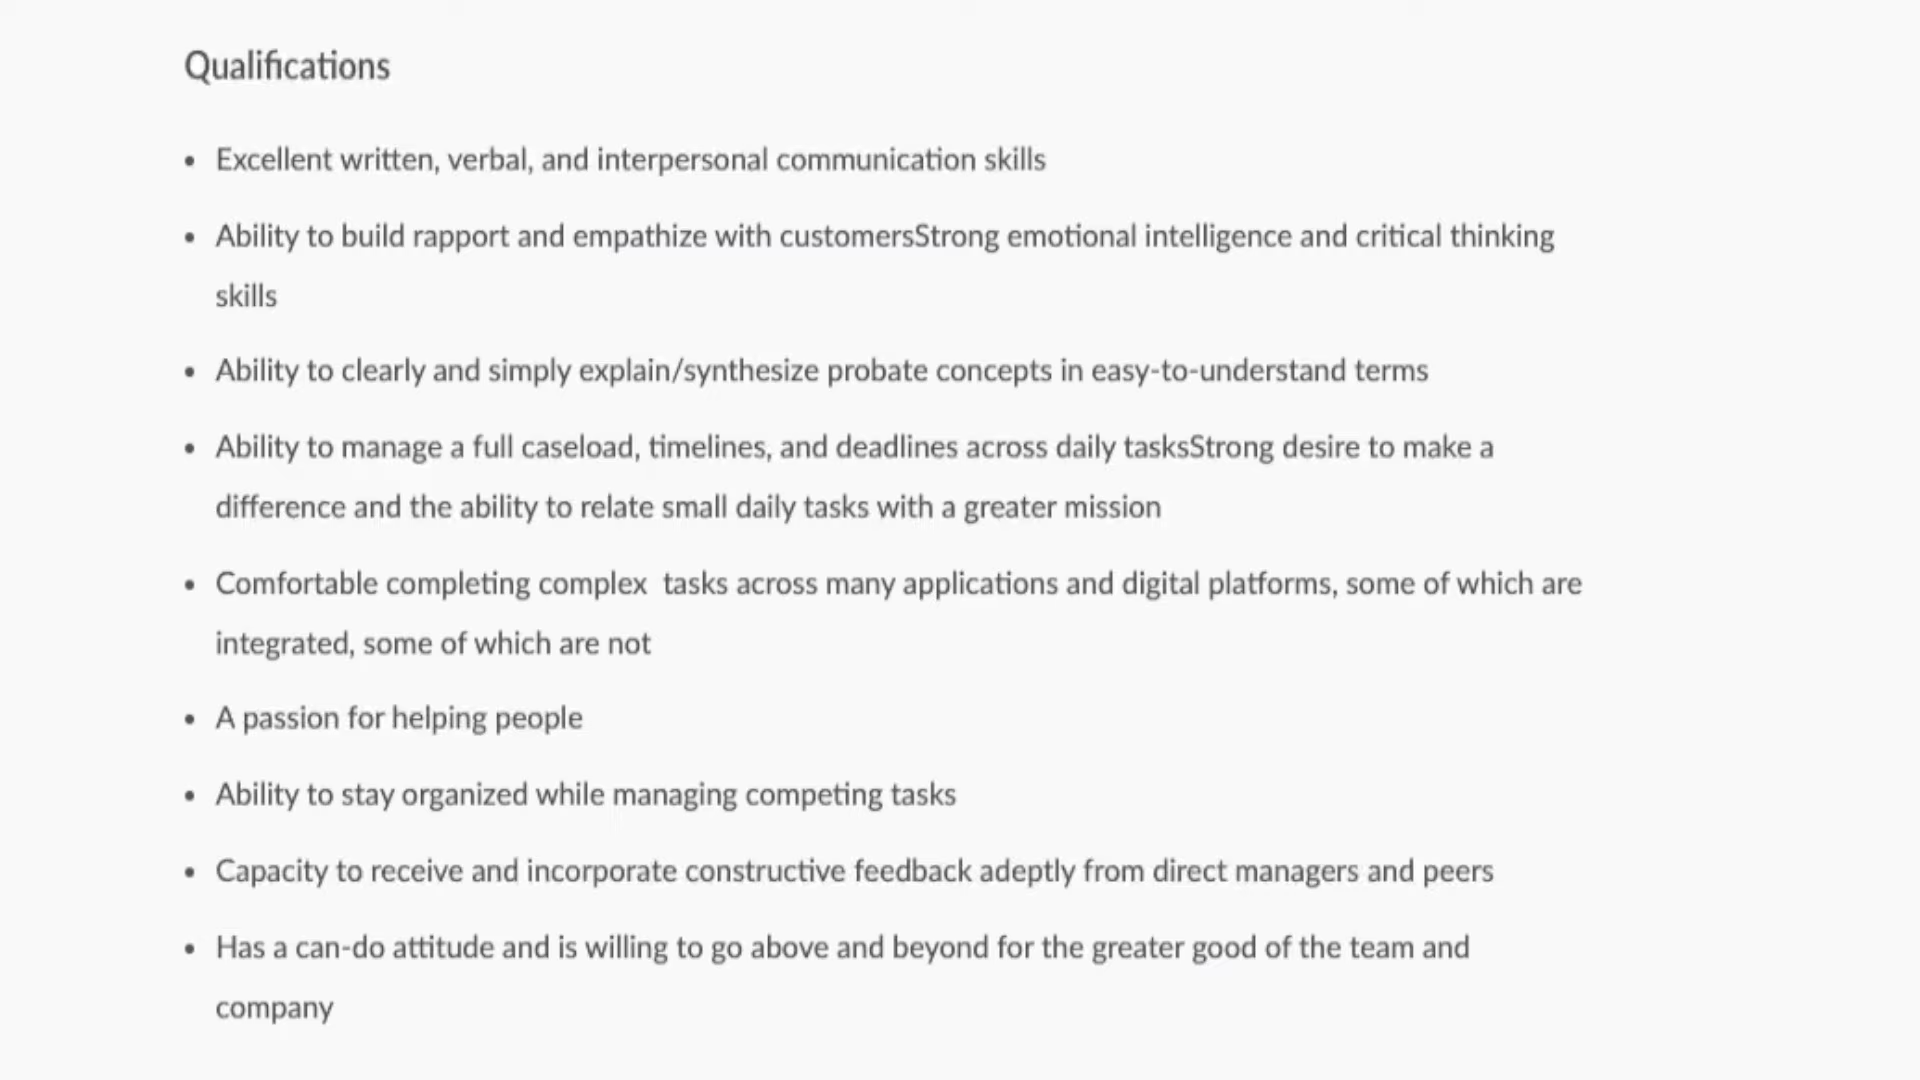 Qualifications
• Excellent written, verbal, and interpersonal communication skills
• Ability to build rapport and empathize with customersStrong emotional intelligence and critical thinking
skills
• Ability to clearly and simply explain/synthesize probate concepts in easy-to-understand terms
• Ability to manage a full caseload, timelines, and deadlines across daily tasksStrong desire to make a
difference and the ability to relate small daily tasks with a greater mission
• Comfortable completing complex  tasks across many applications and digital platforms, some of which are
integrated, some of which are not
• A passion for helping people
• Ability to stay organized while managing competing tasks
• Capacity to receive and incorporate constructive feedback adeptly from direct managers and peers
• Has a can-do attitude and is willing to go above and beyond for the greater good of the team and
company